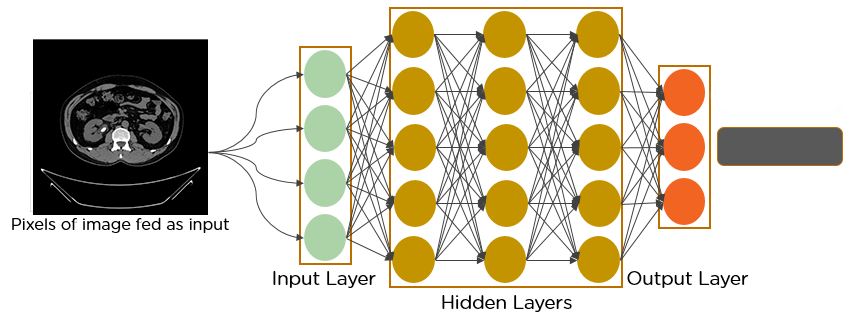 Pixels of image fed as input
Input Layer
Hidden Layers
Output Layer